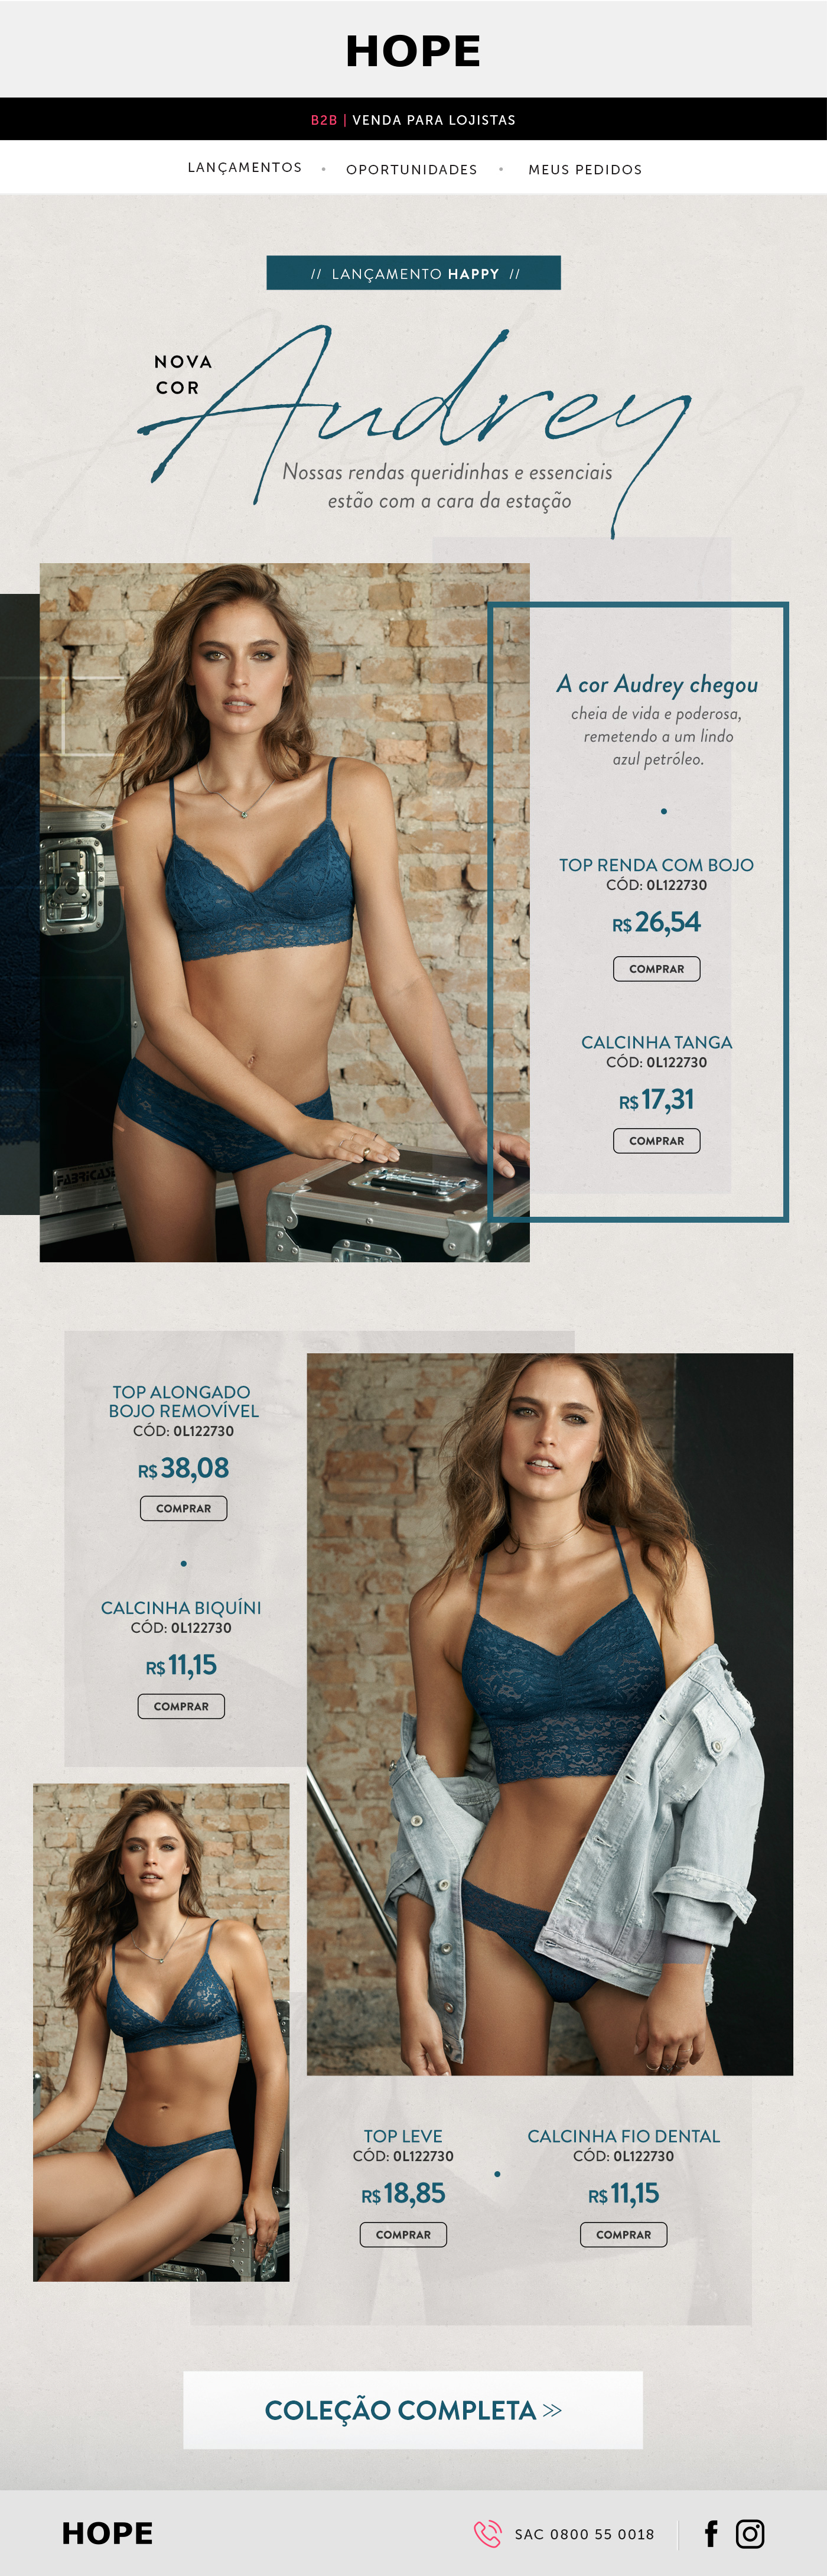 HOPE
B2B | VENDA PARA LOJISTAS
LANÇAMENTOS • OPORTUNIDADES • MEUS PEDIDOS
// LANÇAMENTO HAPPY //
NOVA
COR
Audrey
Nossas rendas queridinhas e essenciais
estão com a cara da estação
A cor Audrey chegou
cheia de vida e poderosa,
remetendo a um lindo
azul petróleo.
TOP RENDA COM BOJO
CÓD: 0L122730
R$ 26,54
COMPRAR
CALCINHA TANGA
CÓD: 0L122730
R$ 17,31
COMPRAR
FABRICASE
TOP ALONGADO
BOJO REMOVÍVEL
CÓD: 0L122730
R$ 38,08
COMPRAR
CALCINHA BIQUÍNI
CÓD: 0L122730
R$ 11,15
COMPRAR
TOP LEVE
CÓD: 0L122730
R$ 18,85
COMPRAR
CALCINHA FIO DENTAL
CÓD: 0L122730
R$ 11,15
COMPRAR
COLEÇÃO COMPLETA >>
HOPE
SAC 0800 55 0018